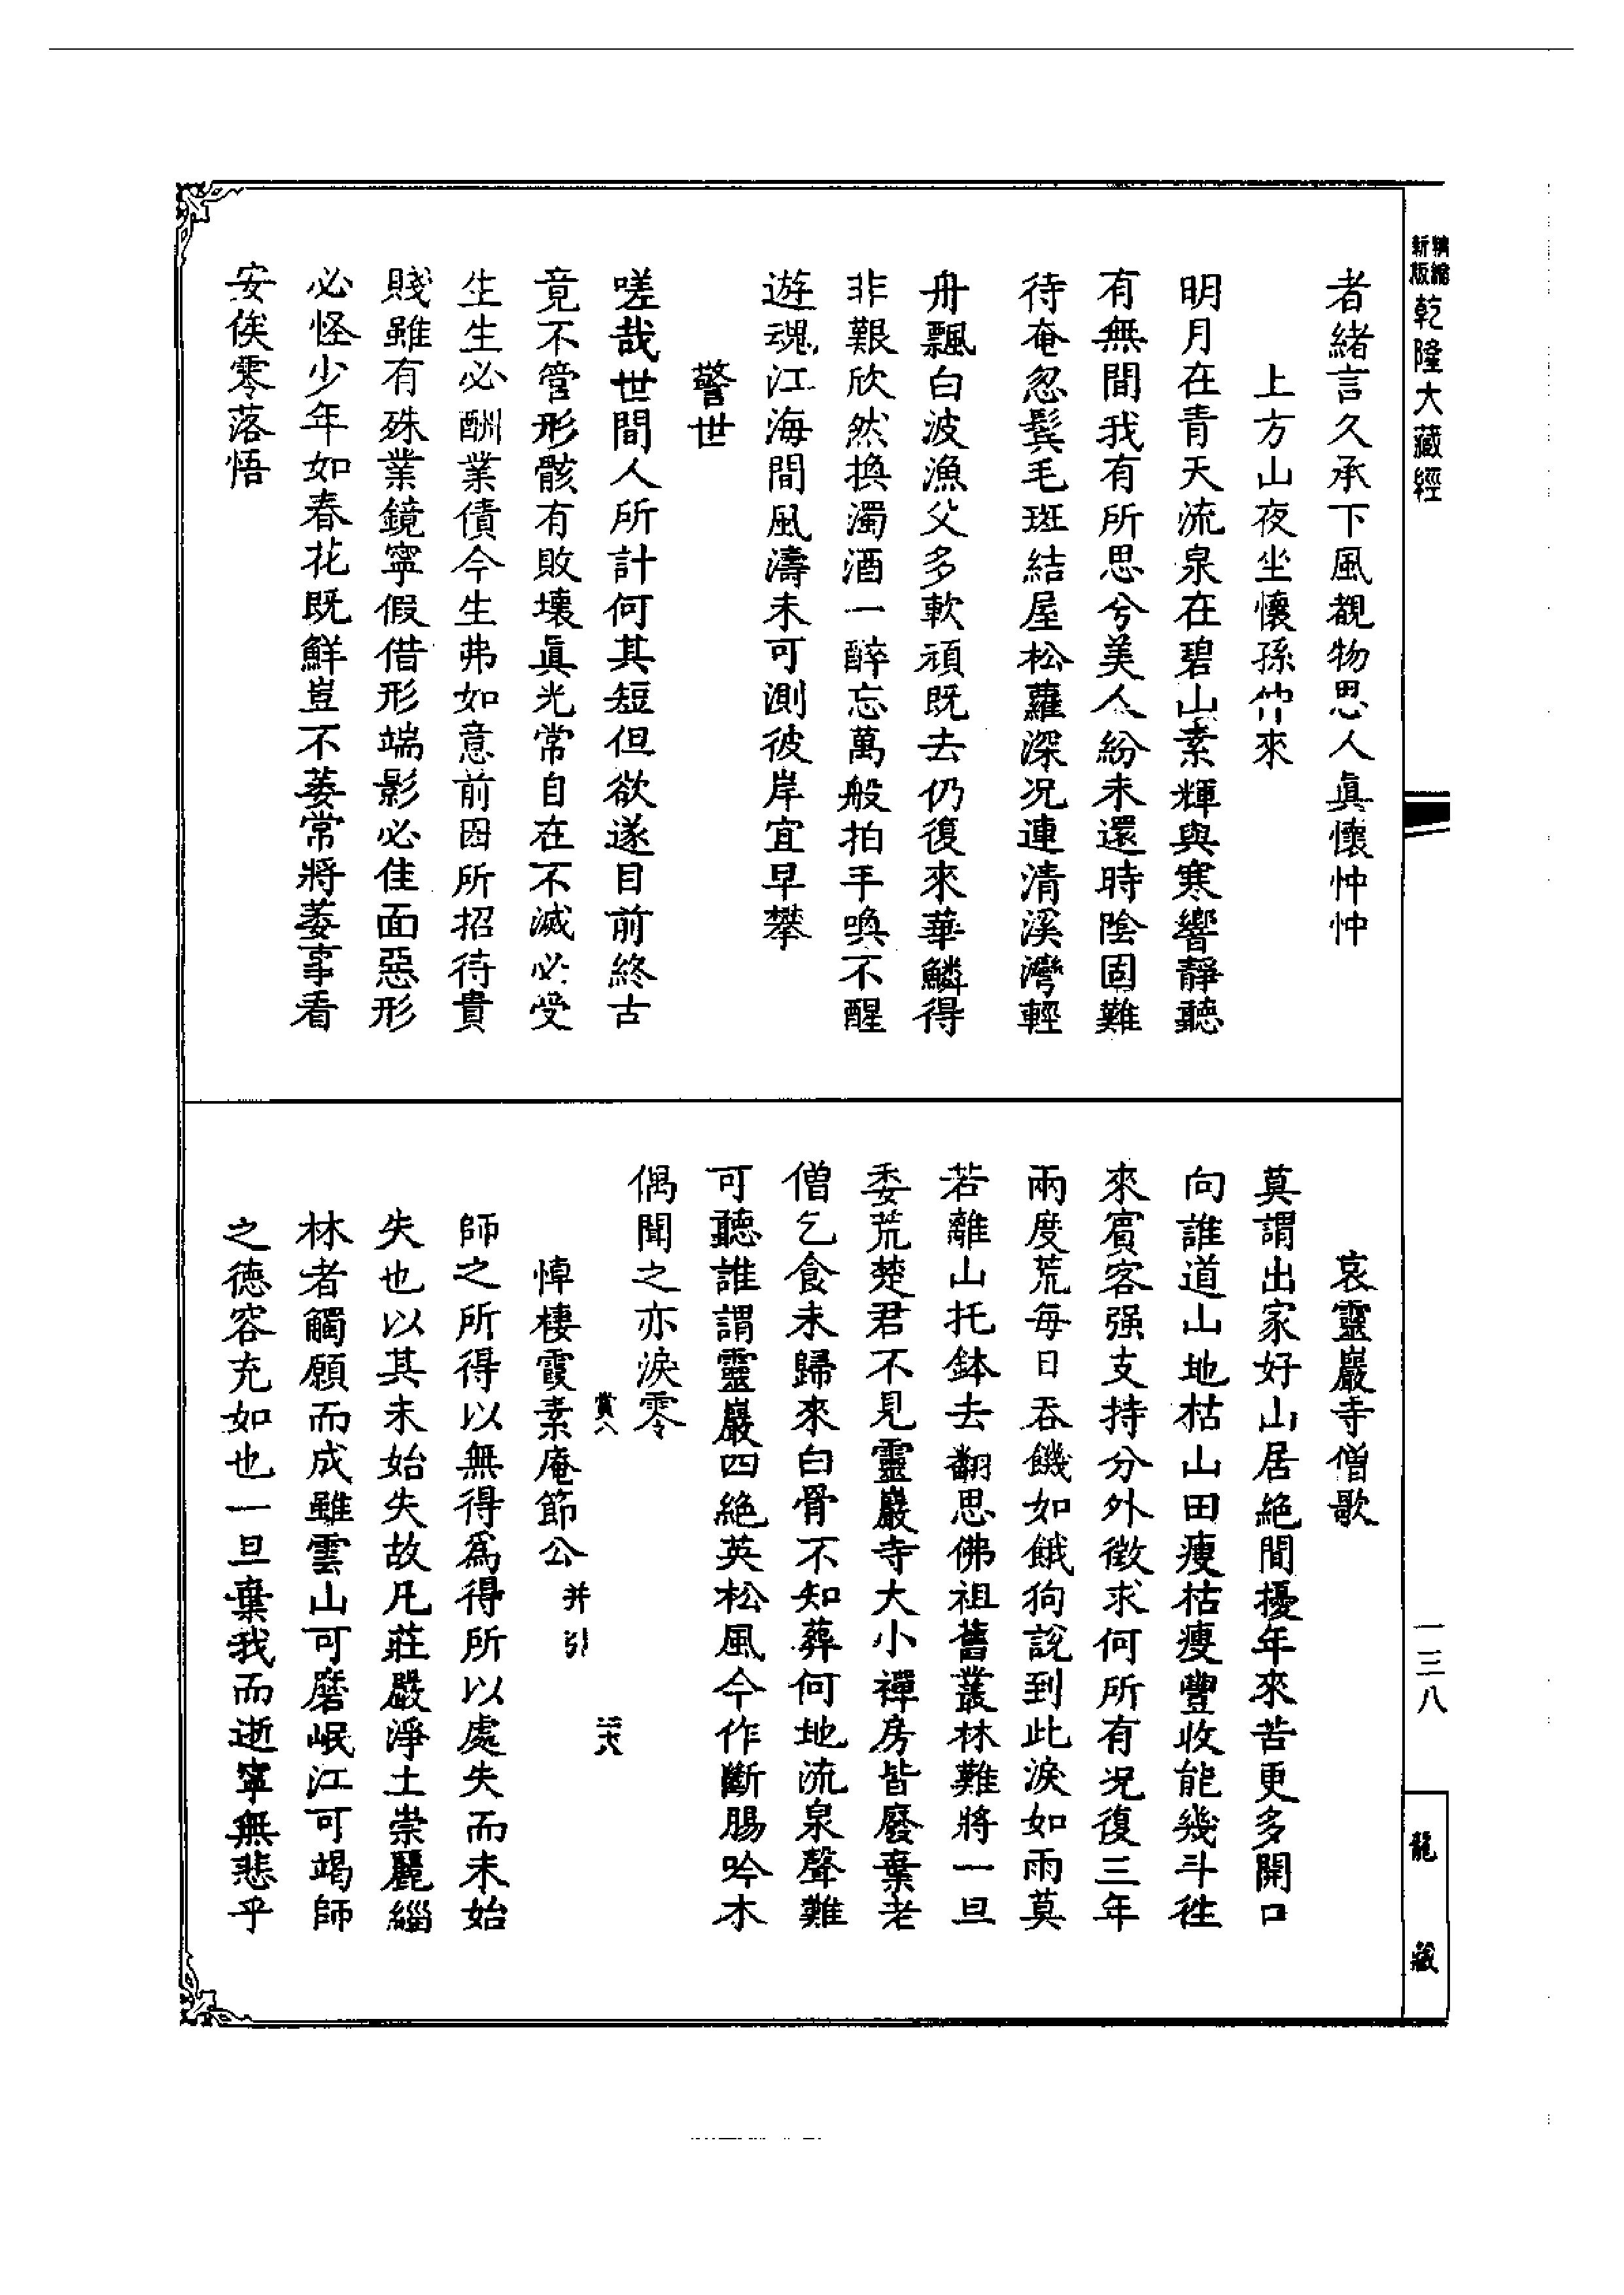 精縮新版乾隆大藏經
者緒言久承下風覩物思人眞懷忡忡
上方山夜坐懷孫仲來
明月在青天流泉在碧山素輝與寒響靜聽
有無間我有所思兮美人紛未還時陰固難
待奄忽鬂毛斑結屋松蘿深况連清溪灣輕
舟飄白波漁父多軟頑既去仍復來華鱗得
非艱欣然換濁酒一醉忘萬般拍手喚不醒
遊魂江海間風濤未可測彼岸宜早攀
警世
嗟哉世間人所計何其短但欲遂目前終古
竟不管形骸有敗壞眞光常自在不滅必受
生生必酬業債今生弗如意前因所招待貴
賤雖有殊業鏡寧假借形端影必佳面惡形
必怪少年如春花既鮮豈不萎常將萎事看
安俟零落悟
哀靈巖寺僧歌
莫謂出家好山居絕閒擾年來苦更多開口
向誰道山地枯山田瘦枯瘦豐收能幾斗徃
來賓客强支持分外徵求何所有况復三年
兩度荒每日吞饑如餓狗說到此淚如雨莫
若離山托鉢去翻思佛祖舊叢林難將一旦
委荒楚君不見靈巖寺大小禪房皆廢棄老
僧乞食未歸來白骨不知葬何地流泉聲難
可聽誰謂靈巖四絕英松風今作斷腸吟木
偶聞之亦淚零
賞八
六
悼棲霞素庵節公并引
師之所得以無得爲得所以處失而未始
失也以其未始失故凡莊嚴淨土崇麗緇
林者觸願而成雖雲山可磨岷江可竭師
之德容充如也一旦棄我而逝寧無悲乎
一三八
龍藏